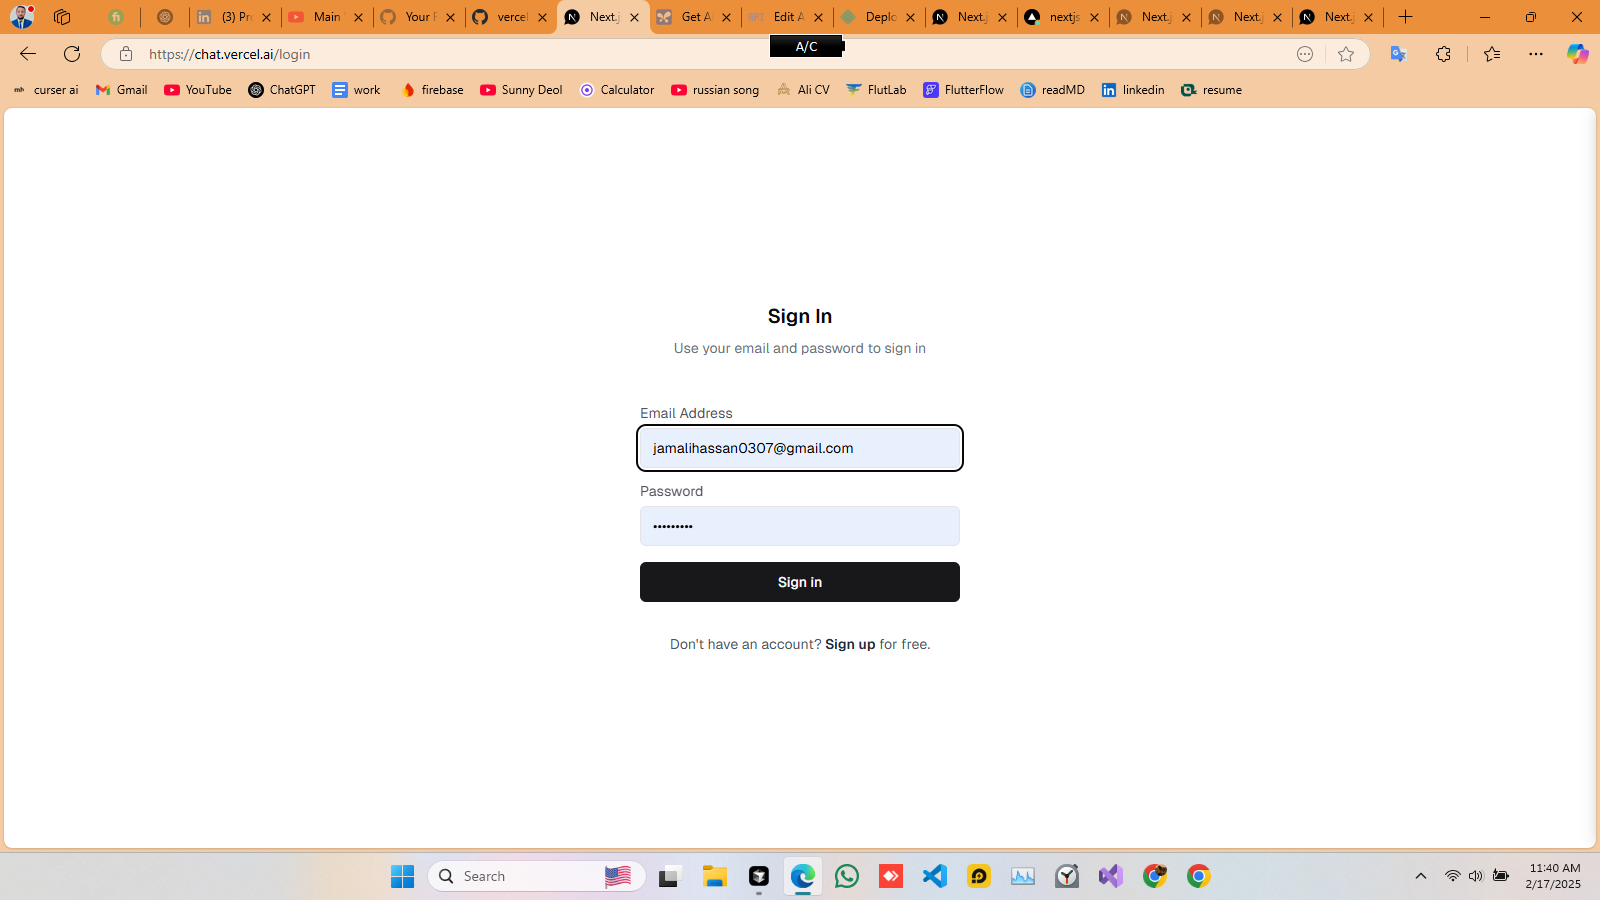 (3) Pr
Main
Your F
vercel
Next.j
Get A
API
Edit A
Deplo
Next.j
nextjs
Next.j
Next.j
Next.j
A/C
https://chat.vercel.ai/login
curser ai
Gmail
YouTube
ChatGPT
work
firebase
Sunny Deol
Calculator
russian song
Ali CV
FlutLab
FlutterFlow
readMD
linkedin
resume
Sign In
Use your email and password to sign in
Email Address
jamalihassan0307@gmail.com
Password
•••••••••
Sign in
Don't have an account? Sign up for free.
Search
11:40 AM
2/17/2025